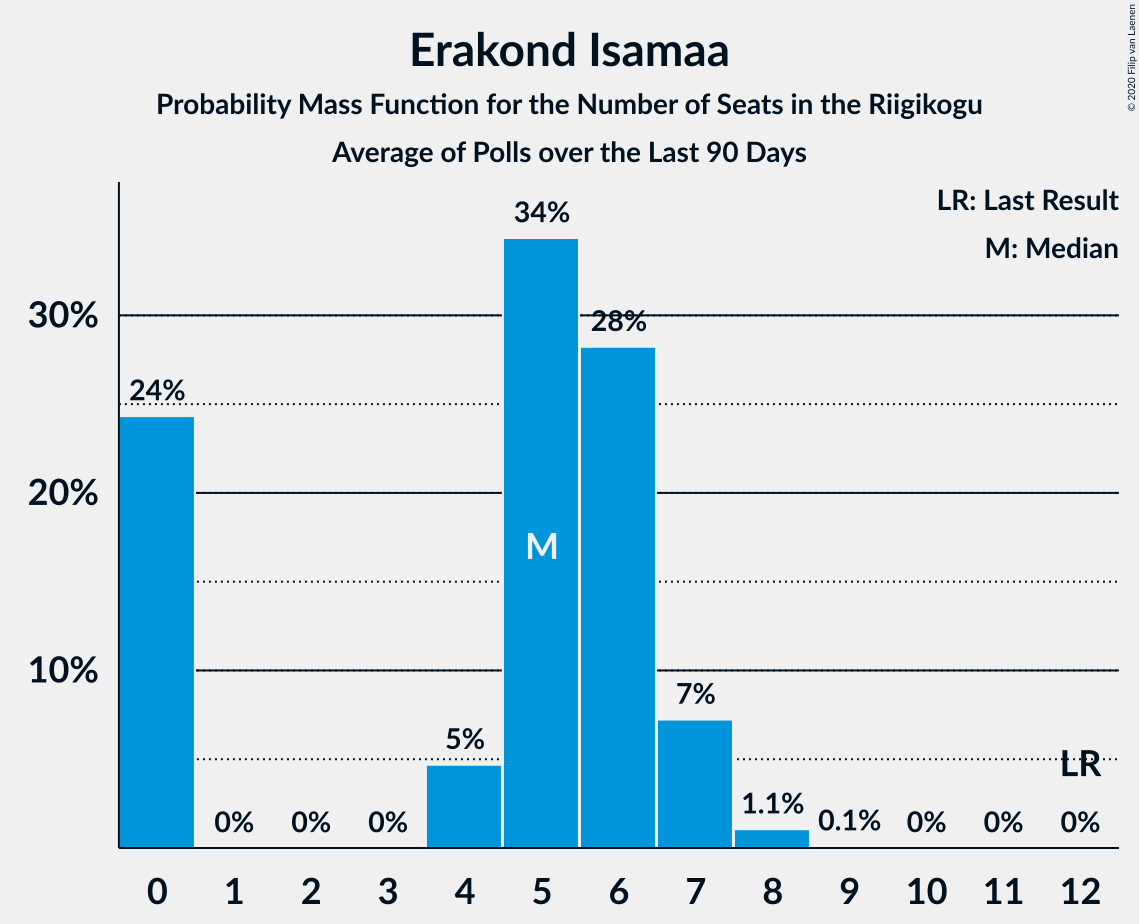 Erakond Isamaa
Probability Mass Function for the Number of Seats in the Riigikogu
Average of Polls over the Last 90 Days
© 2020 Filip van Laenen
LR: Last Result
M: Median
34%
30%
28%
24%
20%
M
10%
7%
5%
LR
1.1%
0% 0% 0% 0.1% 0% 0% 0%
0 1 2 3 4 5 6 7 8 9 10 11 12